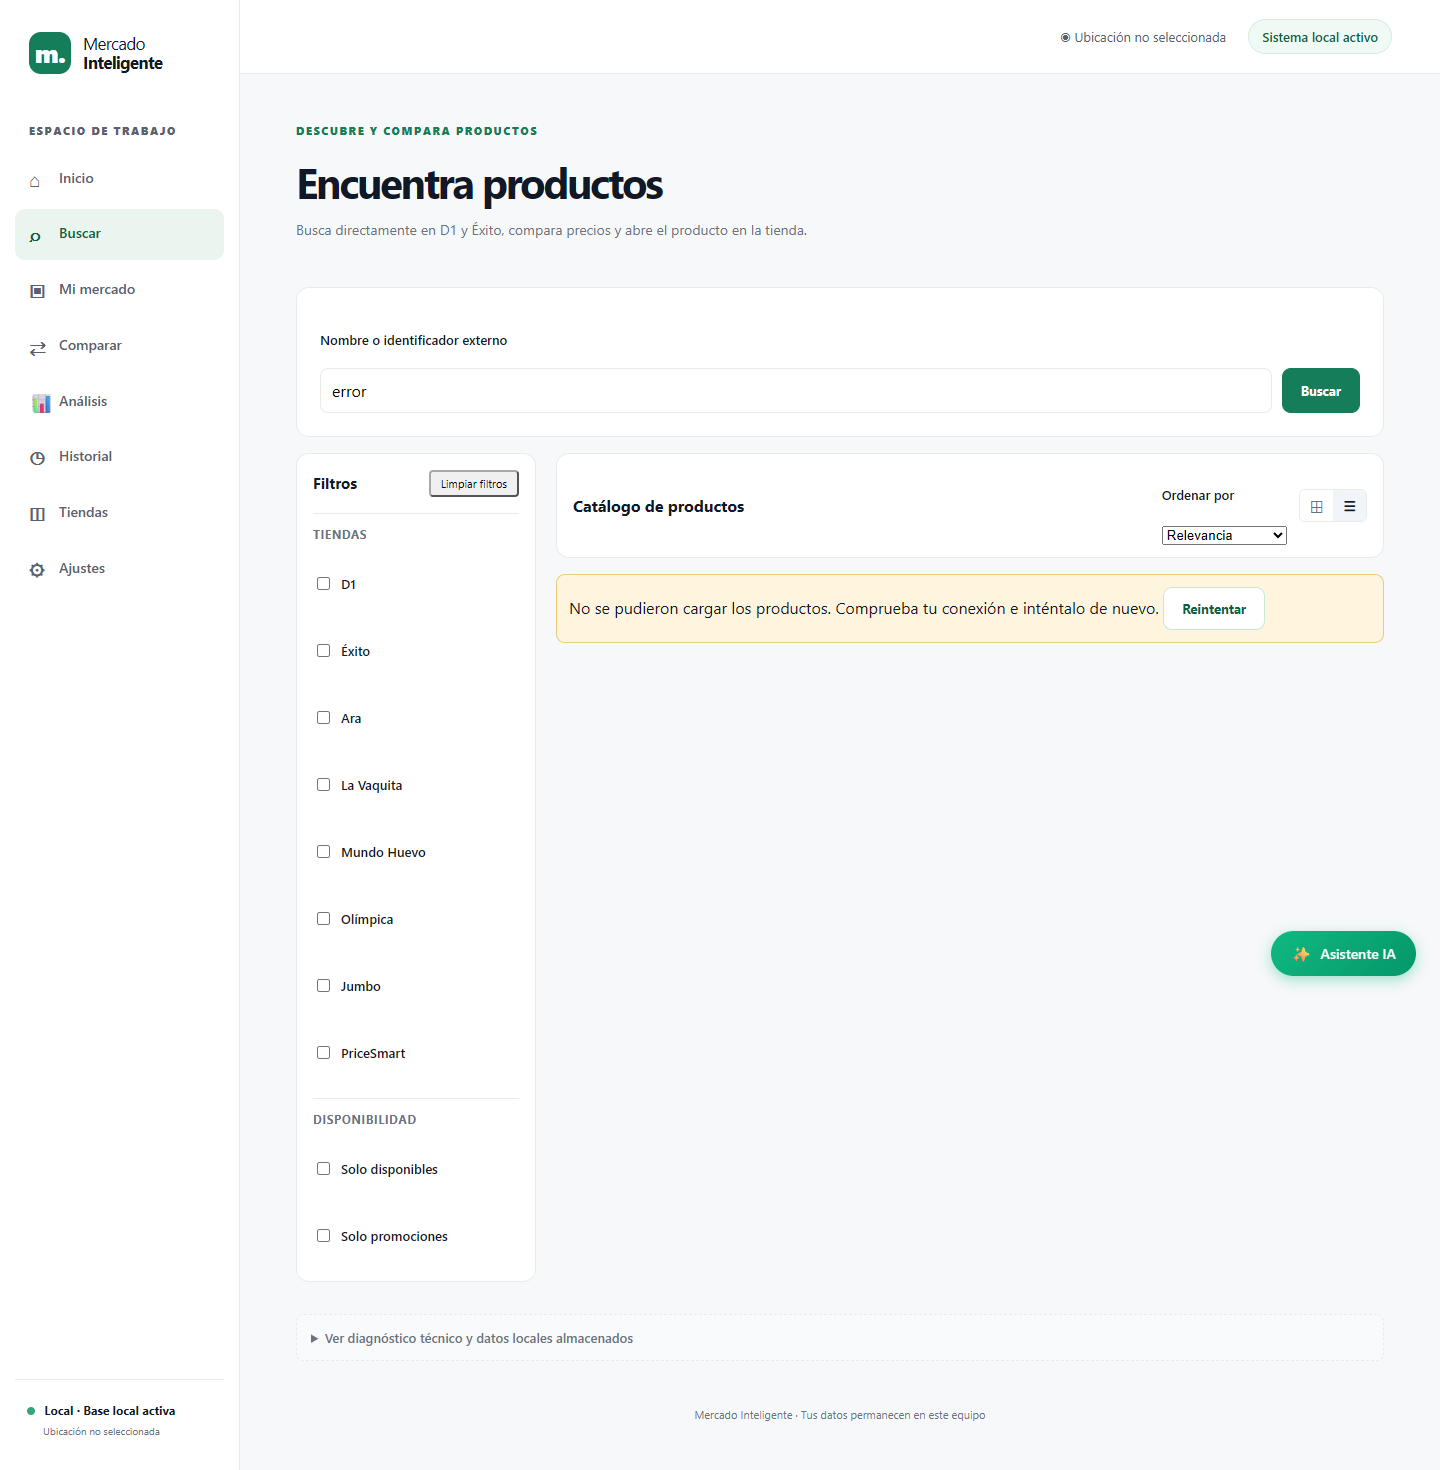 m.
Mercado
Inteligente
ESPACIO DE TRABAJO
Inicio
Buscar
Mi mercado
Comparar
Análisis
Historial
Tiendas
Ajustes
Local · Base local activa
Ubicación no seleccionada
Ubicación no seleccionada
Sistema local activo
DESCUBRE Y COMPARA PRODUCTOS
Encuentra productos
Busca directamente en D1 y Éxito, compara precios y abre el producto en la tienda.
Nombre o identificador externo
error
Buscar
Filtros
Limpiar filtros
TIENDAS
D1
Éxito
Ara
La Vaquita
Mundo Huevo
Olímpica
Jumbo
PriceSmart
DISPONIBILIDAD
Solo disponibles
Solo promociones
Catálogo de productos
Ordenar por
Relevancia
No se pudieron cargar los productos. Comprueba tu conexión e inténtalo de nuevo.
Reintentar
Asistente IA
Ver diagnóstico técnico y datos locales almacenados
Mercado Inteligente · Tus datos permanecen en este equipo